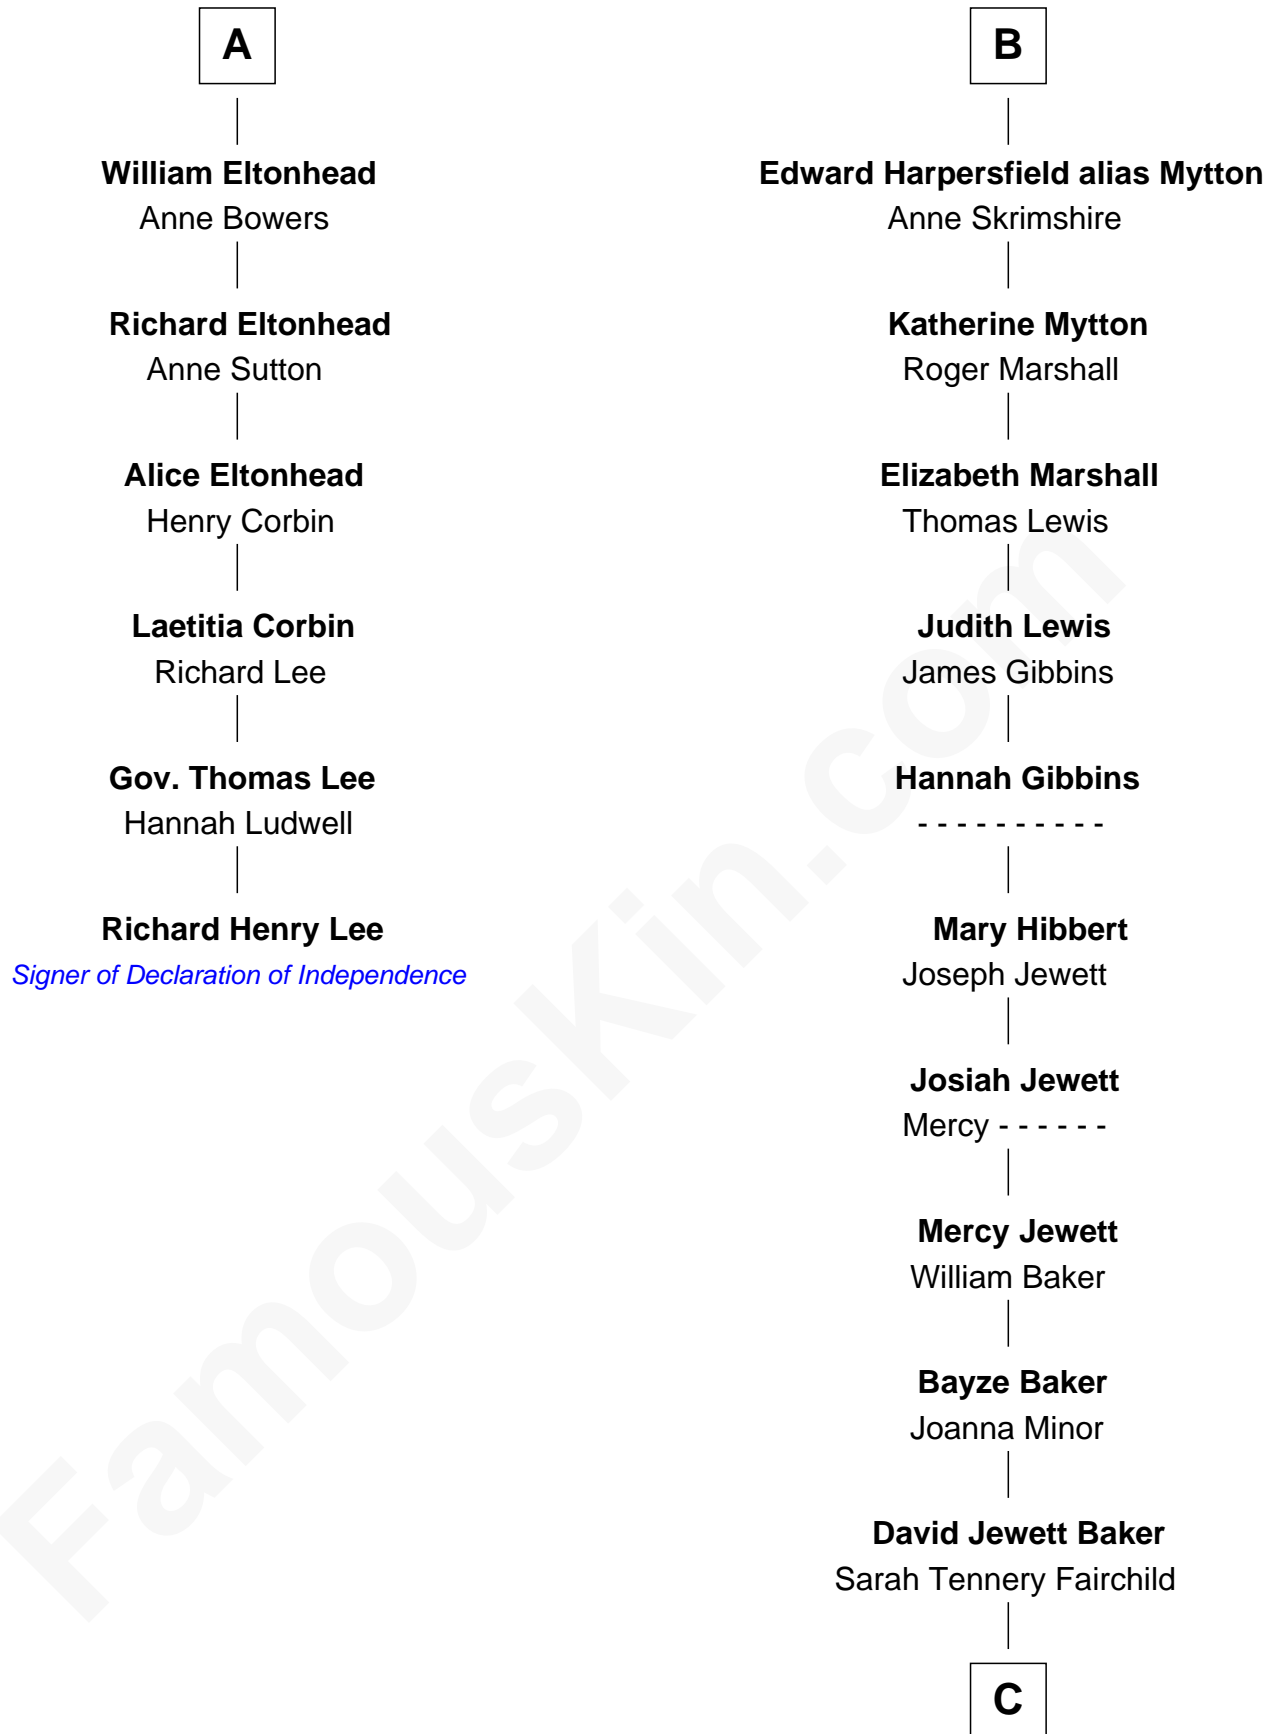 A
William Eltonhead
Anne Bowers
Richard Eltonhead
Anne Sutton
Alice Eltonhead
Henry Corbin
Laetitia Corbin
Richard Lee
Gov. Thomas Lee
Hannah Ludwell
Richard Henry Lee
Signer of Declaration of Independence
B
Edward Harpersfield alias Mytton
Anne Skrimshire
Katherine Mytton
Roger Marshall
Elizabeth Marshall
Thomas Lewis
Judith Lewis
James Gibbins
Hannah Gibbins
- - - - - - - - - -
Mary Hibbert
Joseph Jewett
Josiah Jewett
Mercy - - - - - -
Mercy Jewett
William Baker
Bayze Baker
Joanna Minor
David Jewett Baker
Sarah Tennery Fairchild
C
FamousKin.com